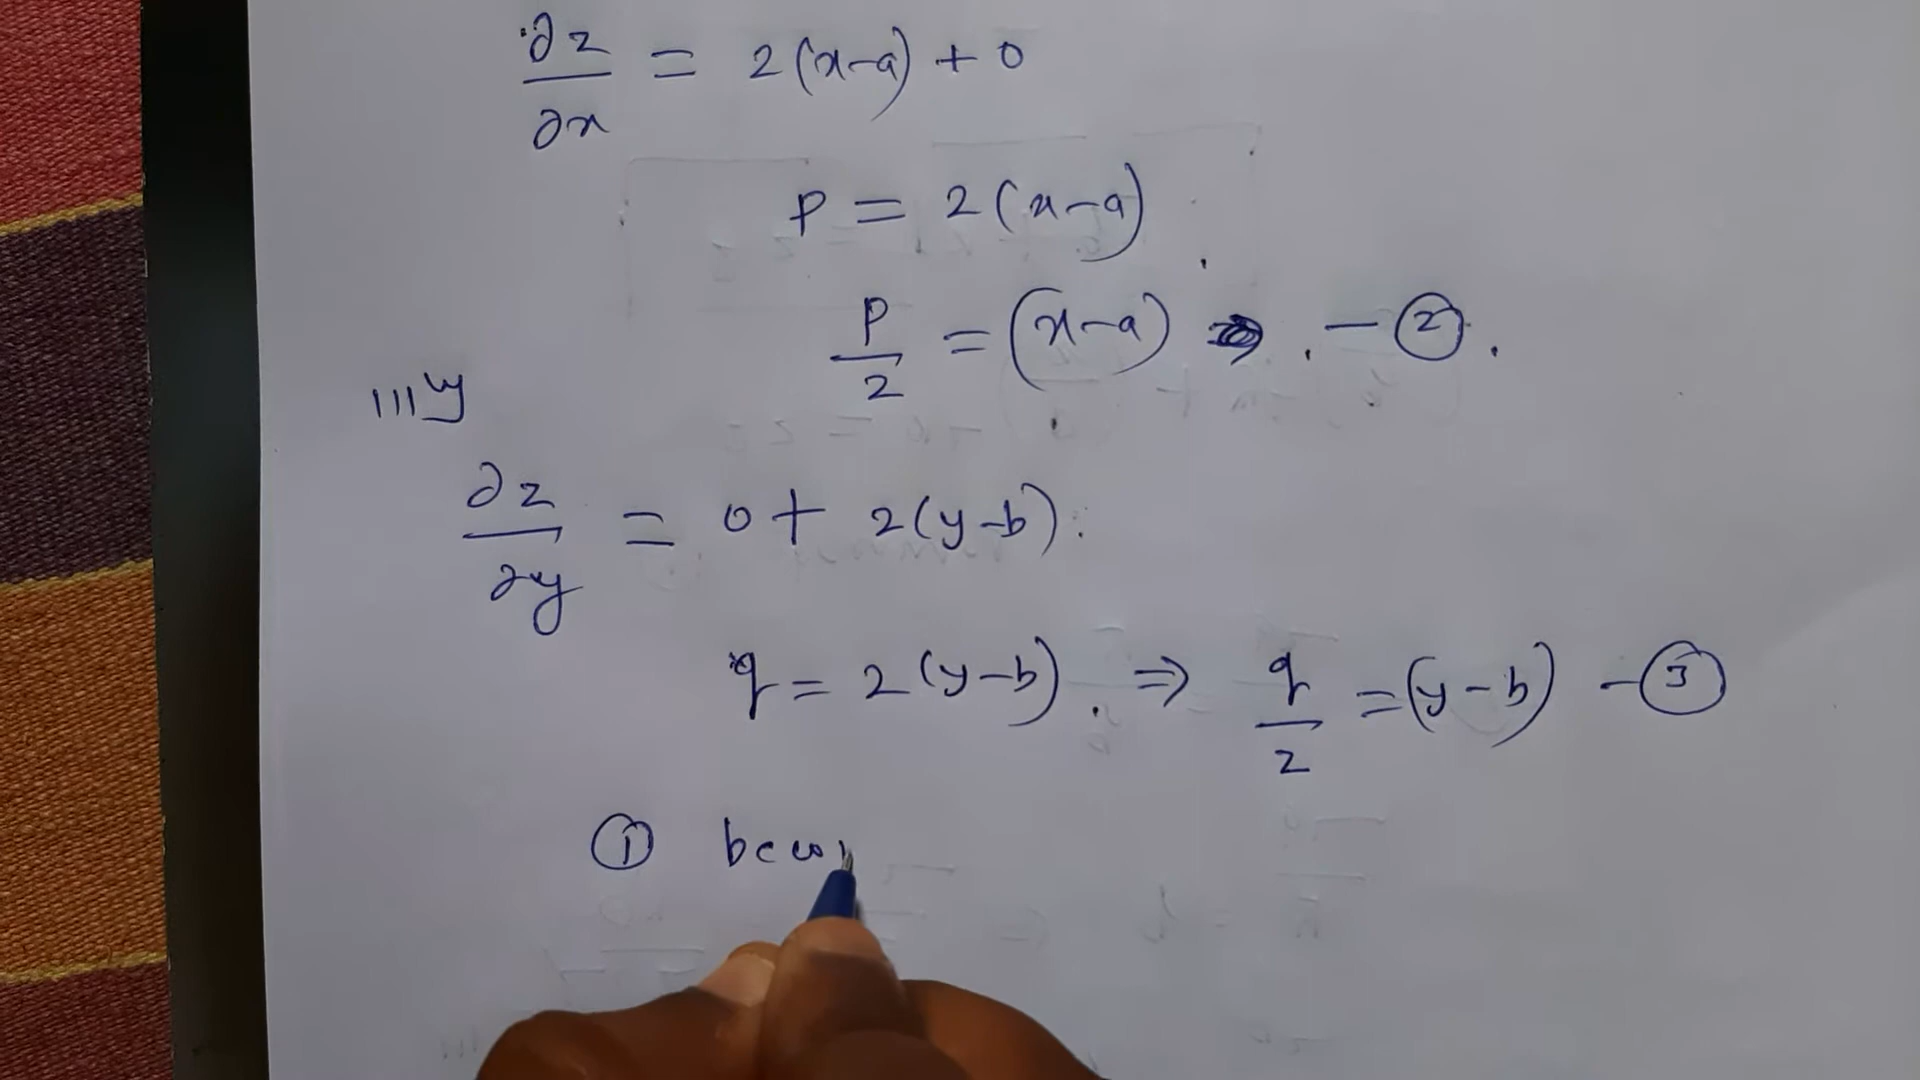 ∂z/∂x = 2(x-a) + 0
p = 2(x-a)
p/2 = (x-a) . - ②.
|||ly
∂z/∂y = 0 + 2(y-b).
q = 2(y-b). ⇒ q/2 = (y-b) - ③
① becom